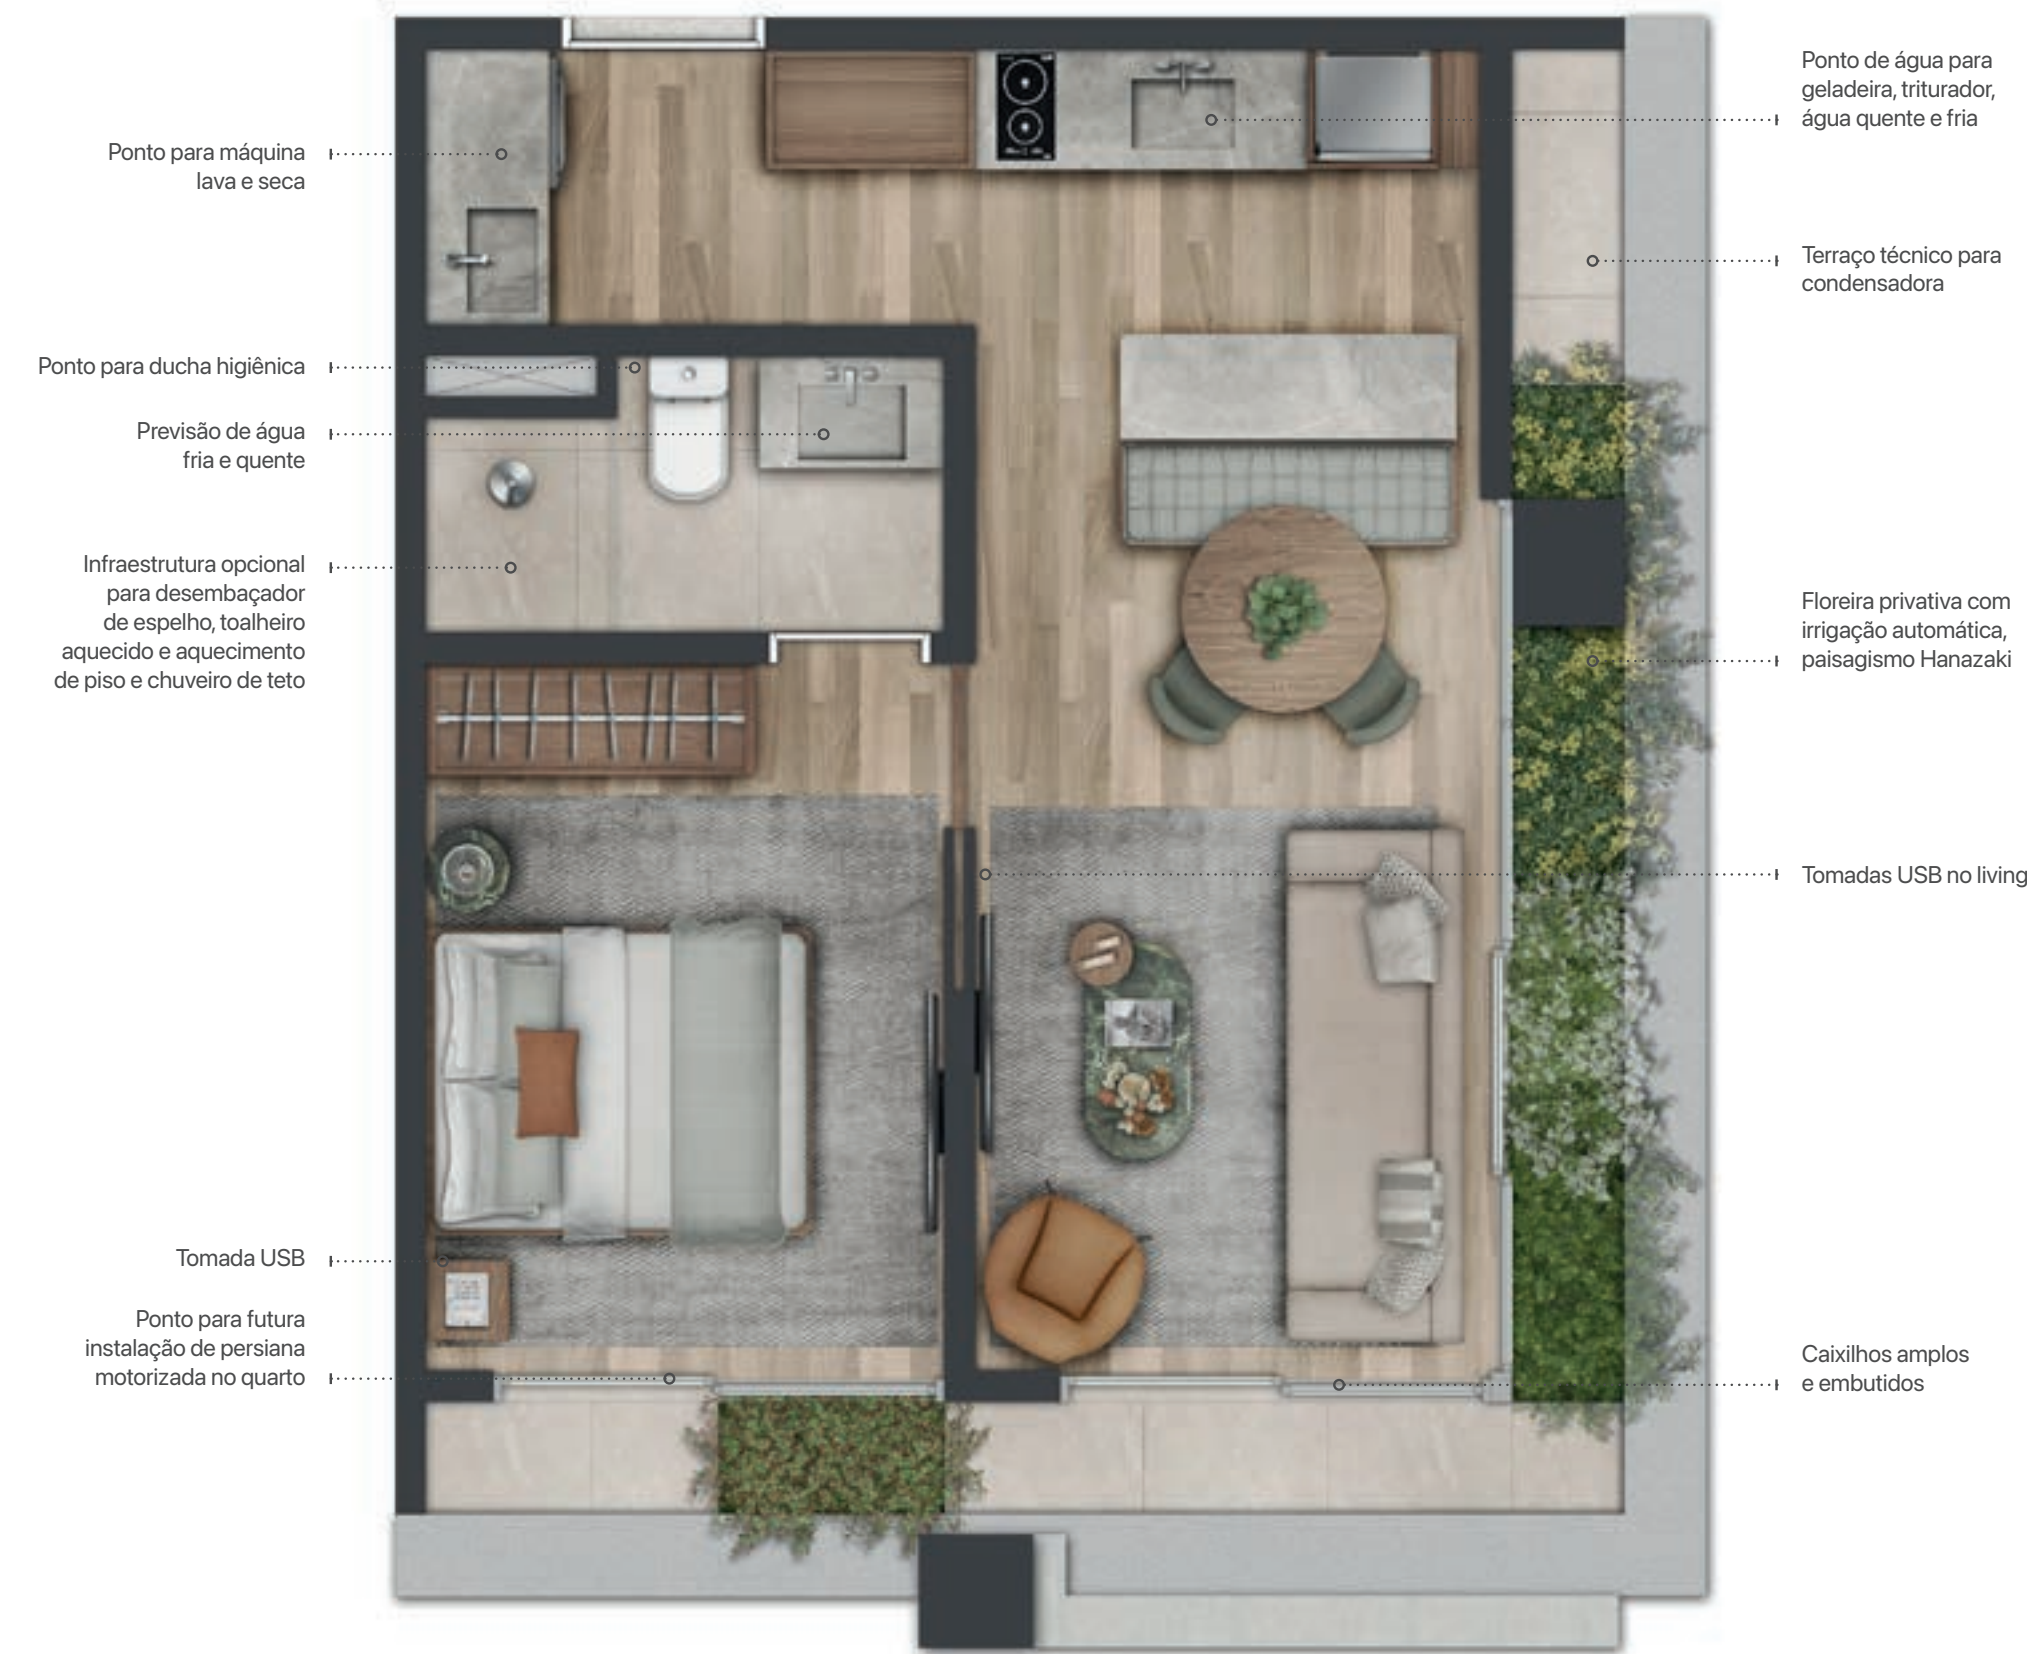 Ponto para máquina
lava e seca
Ponto para ducha higiênica
Previsão de água
fria e quente
Infraestrutura opcional
para desembaçador
de espelho, toalheiro
aquecido e aquecimento
de piso e chuveiro de teto
Tomada USB
Ponto para futura
instalação de persiana
motorizada no quarto
Ponto de água para
geladeira, triturador,
água quente e fria
Terraço técnico para
condensadora
Floreira privativa com
irrigação automática,
paisagismo Hanazaki
Tomadas USB no living
Caixilhos amplos
e embutidos